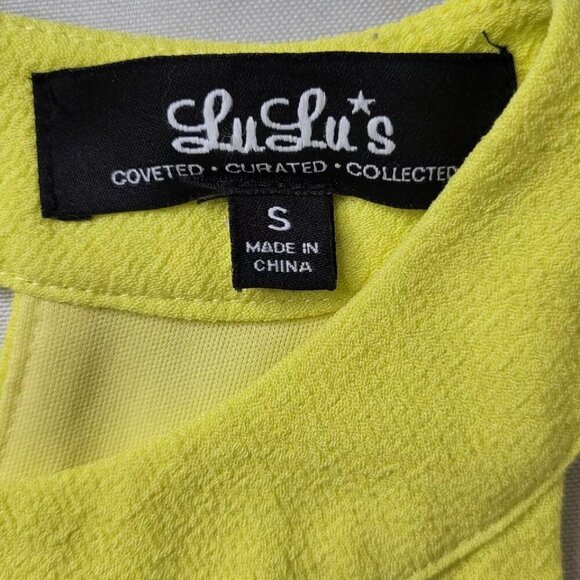 LuLu's
COVETED • CURATED • COLLECTED
S
MADE IN
CHINA